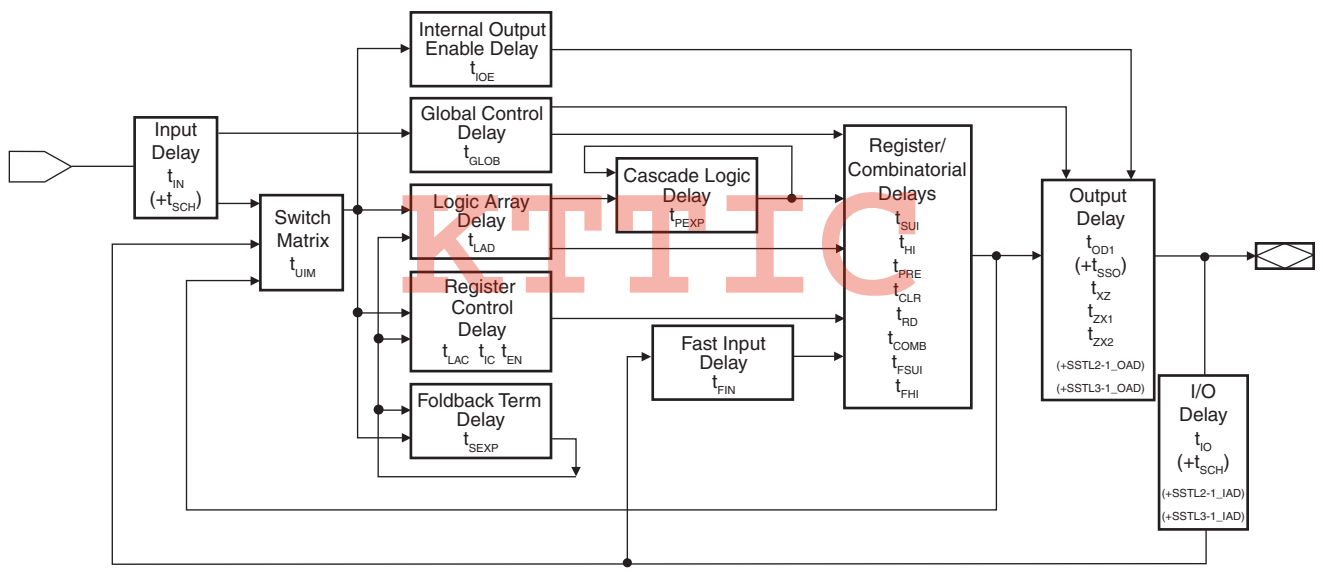 Internal Output
Enable Delay
tIOE
Global Control
Delay
tGLOB
Input
Delay
tIN
(+tSCH)
Switch
Matrix
tUIM
Logic Array
Delay
tLAD
Cascade Logic
Delay
tPEXP
Register
Control
Delay
tLAC tIC tEN
Foldback Term
Delay
tSEXP
Fast Input
Delay
tFIN
Register/
Combinatorial
Delays
tSUI
tHI
tPRE
tCLR
tRD
tCOMB
tFSUI
tFHI
Output
Delay
tOD1
(+tSSO)
tXZ
tZX1
tZX2
(+SSTL2-1_OAD)
(+SSTL3-1_OAD)
I/O
Delay
tIO
(+tSCH)
(+SSTL2-1_IAD)
(+SSTL3-1_IAD)
KTTIC